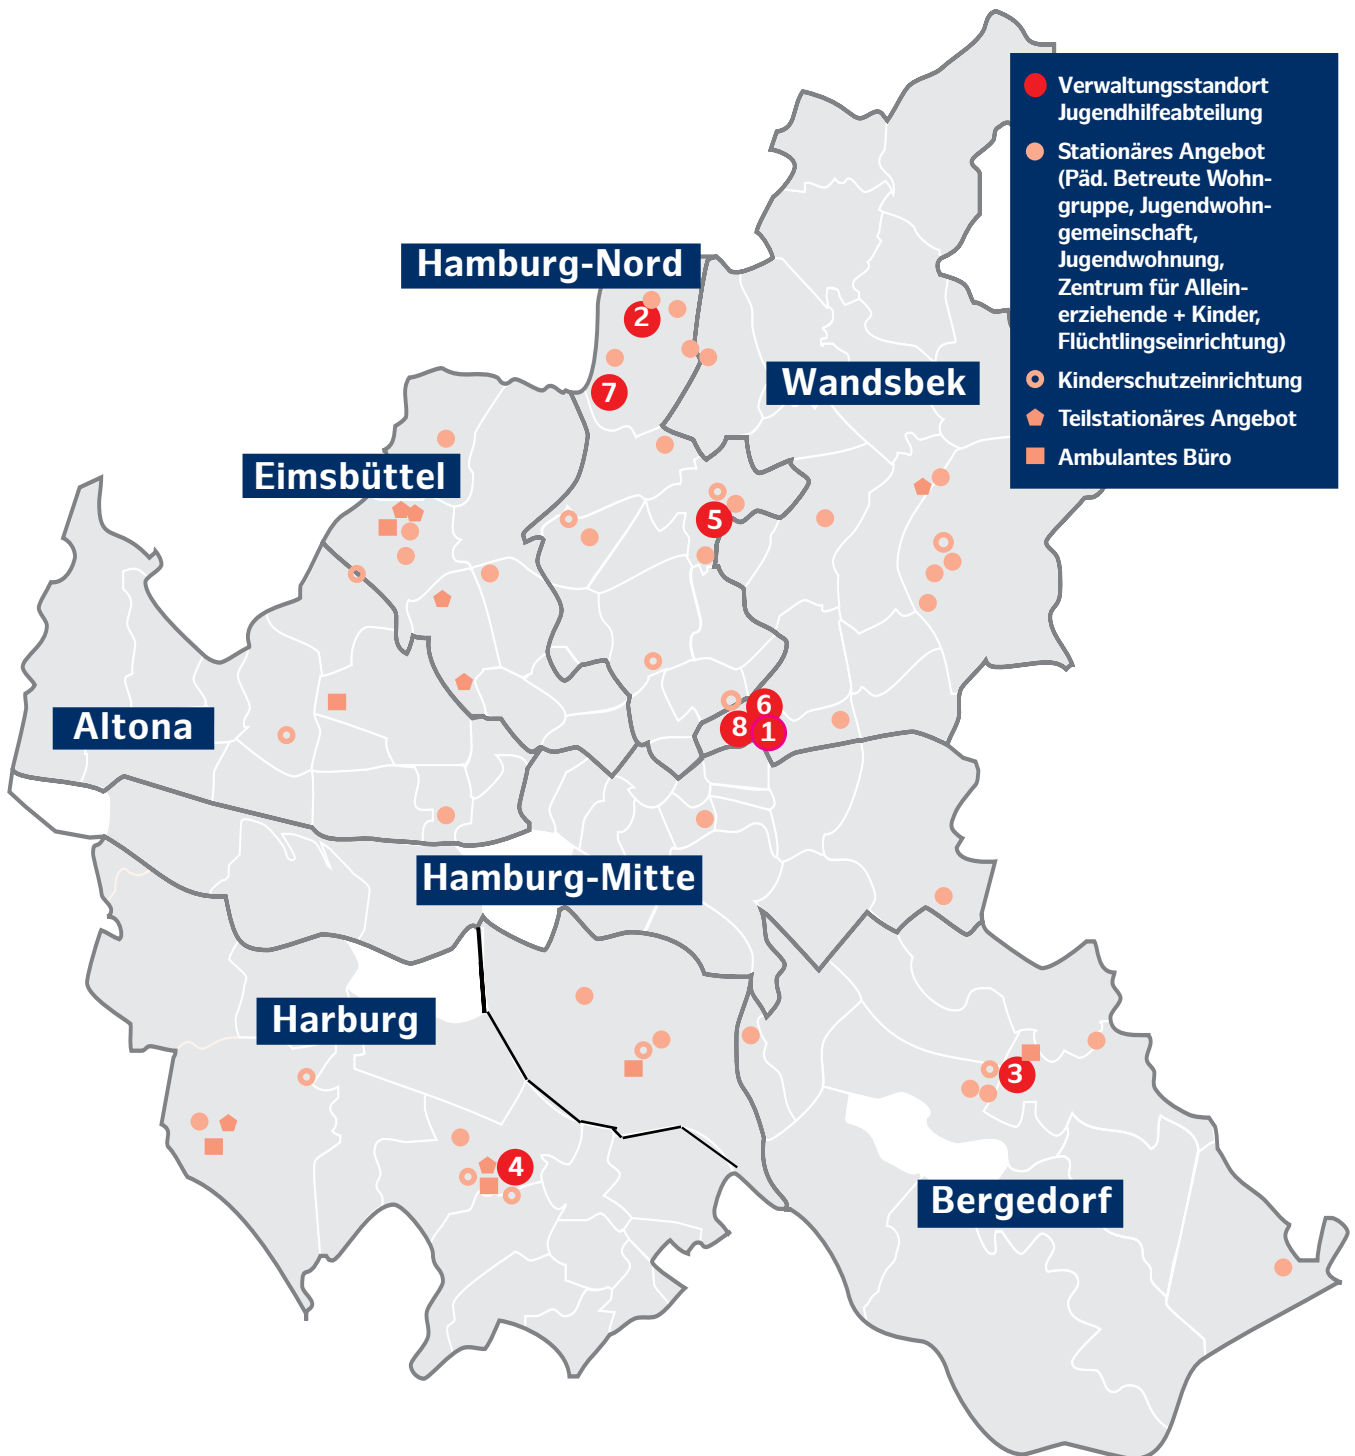 Verwaltungsstandort
Jugendhilfeabteilung
Stationäres Angebot
(Päd. Betreute Wohn-
gruppe, Jugendwohn-
gemeinschaft,
Jugendwohnung,
Zentrum für Allein-
erziehende + Kinder,
Flüchtlingseinrichtung)
Kinderschutzeinrichtung
Teilstationäres Angebot
Ambulantes Büro
Hamburg-Nord
2
7
Wandsbek
Eimsbüttel
5
6
8
1
Altona
Hamburg-Mitte
Harburg
3
4
Bergedorf